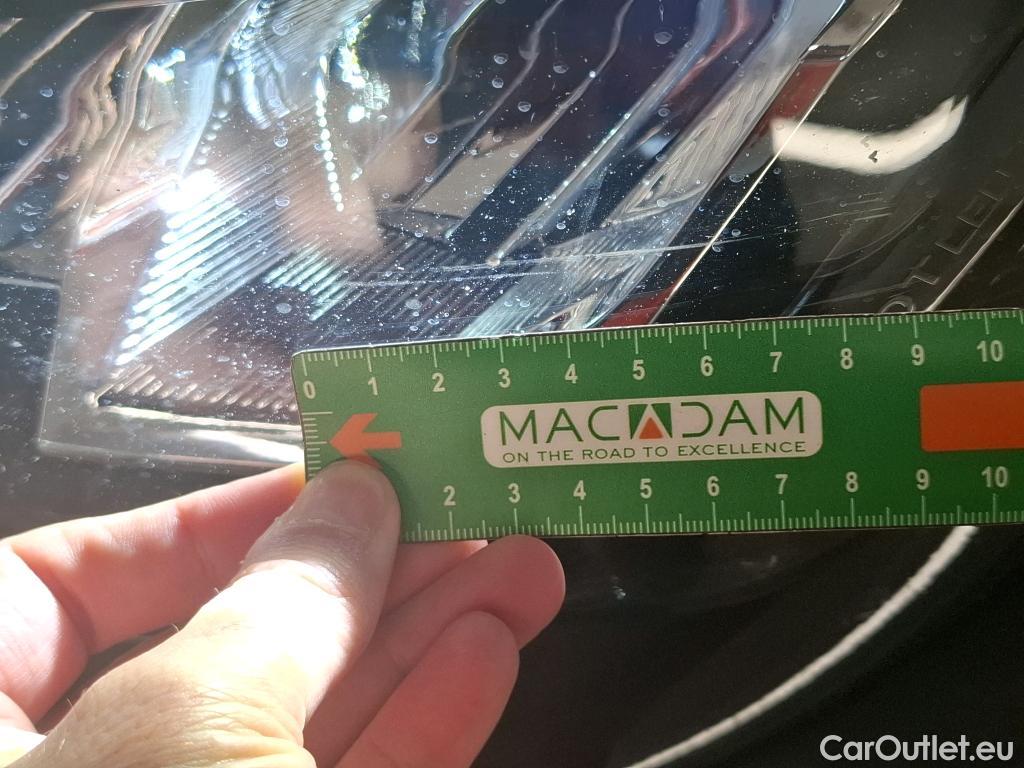 0 1 2 3 4 5 6 7 8 9 10
MACADAM
ON THE ROAD TO EXCELLENCE
2 3 4 5 6 7 8 9 10
CarOutlet.eu